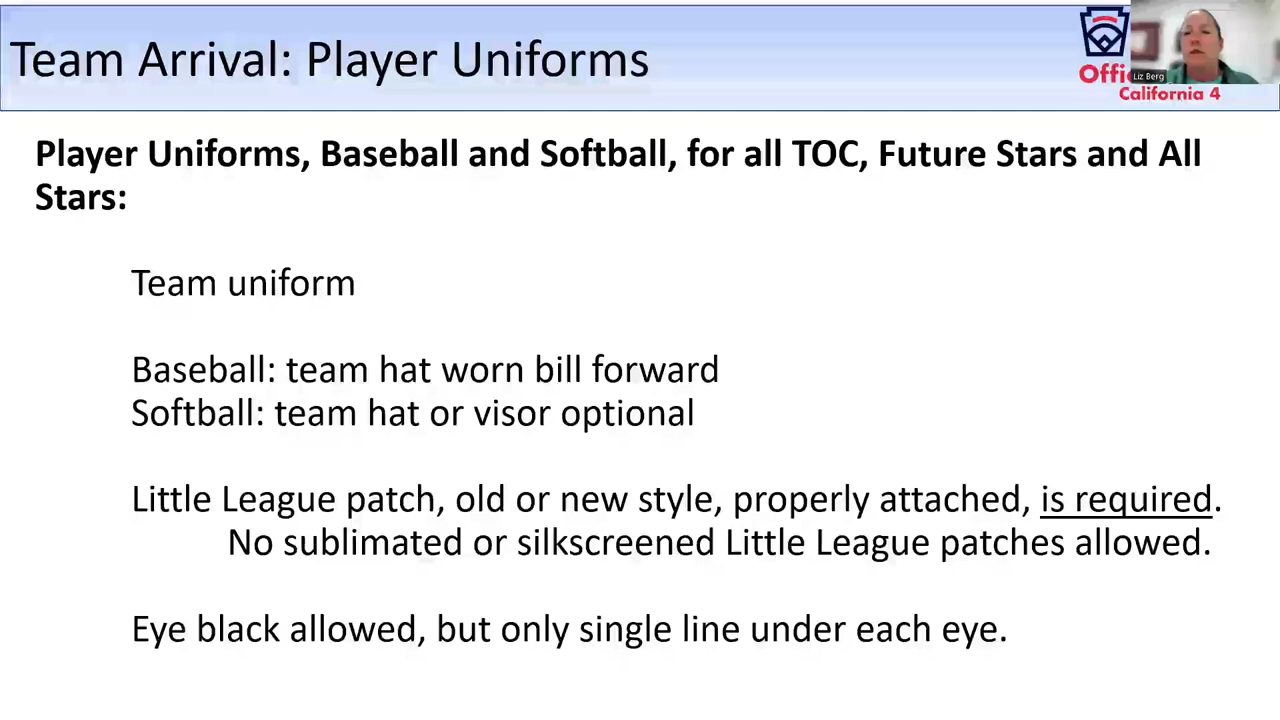 Team Arrival: Player Uniforms
Offi
California 4
Liz Berg
Player Uniforms, Baseball and Softball, for all TOC, Future Stars and All
Stars:
Team uniform
Baseball: team hat worn bill forward
Softball: team hat or visor optional
Little League patch, old or new style, properly attached, is required.
No sublimated or silkscreened Little League patches allowed.
Eye black allowed, but only single line under each eye.